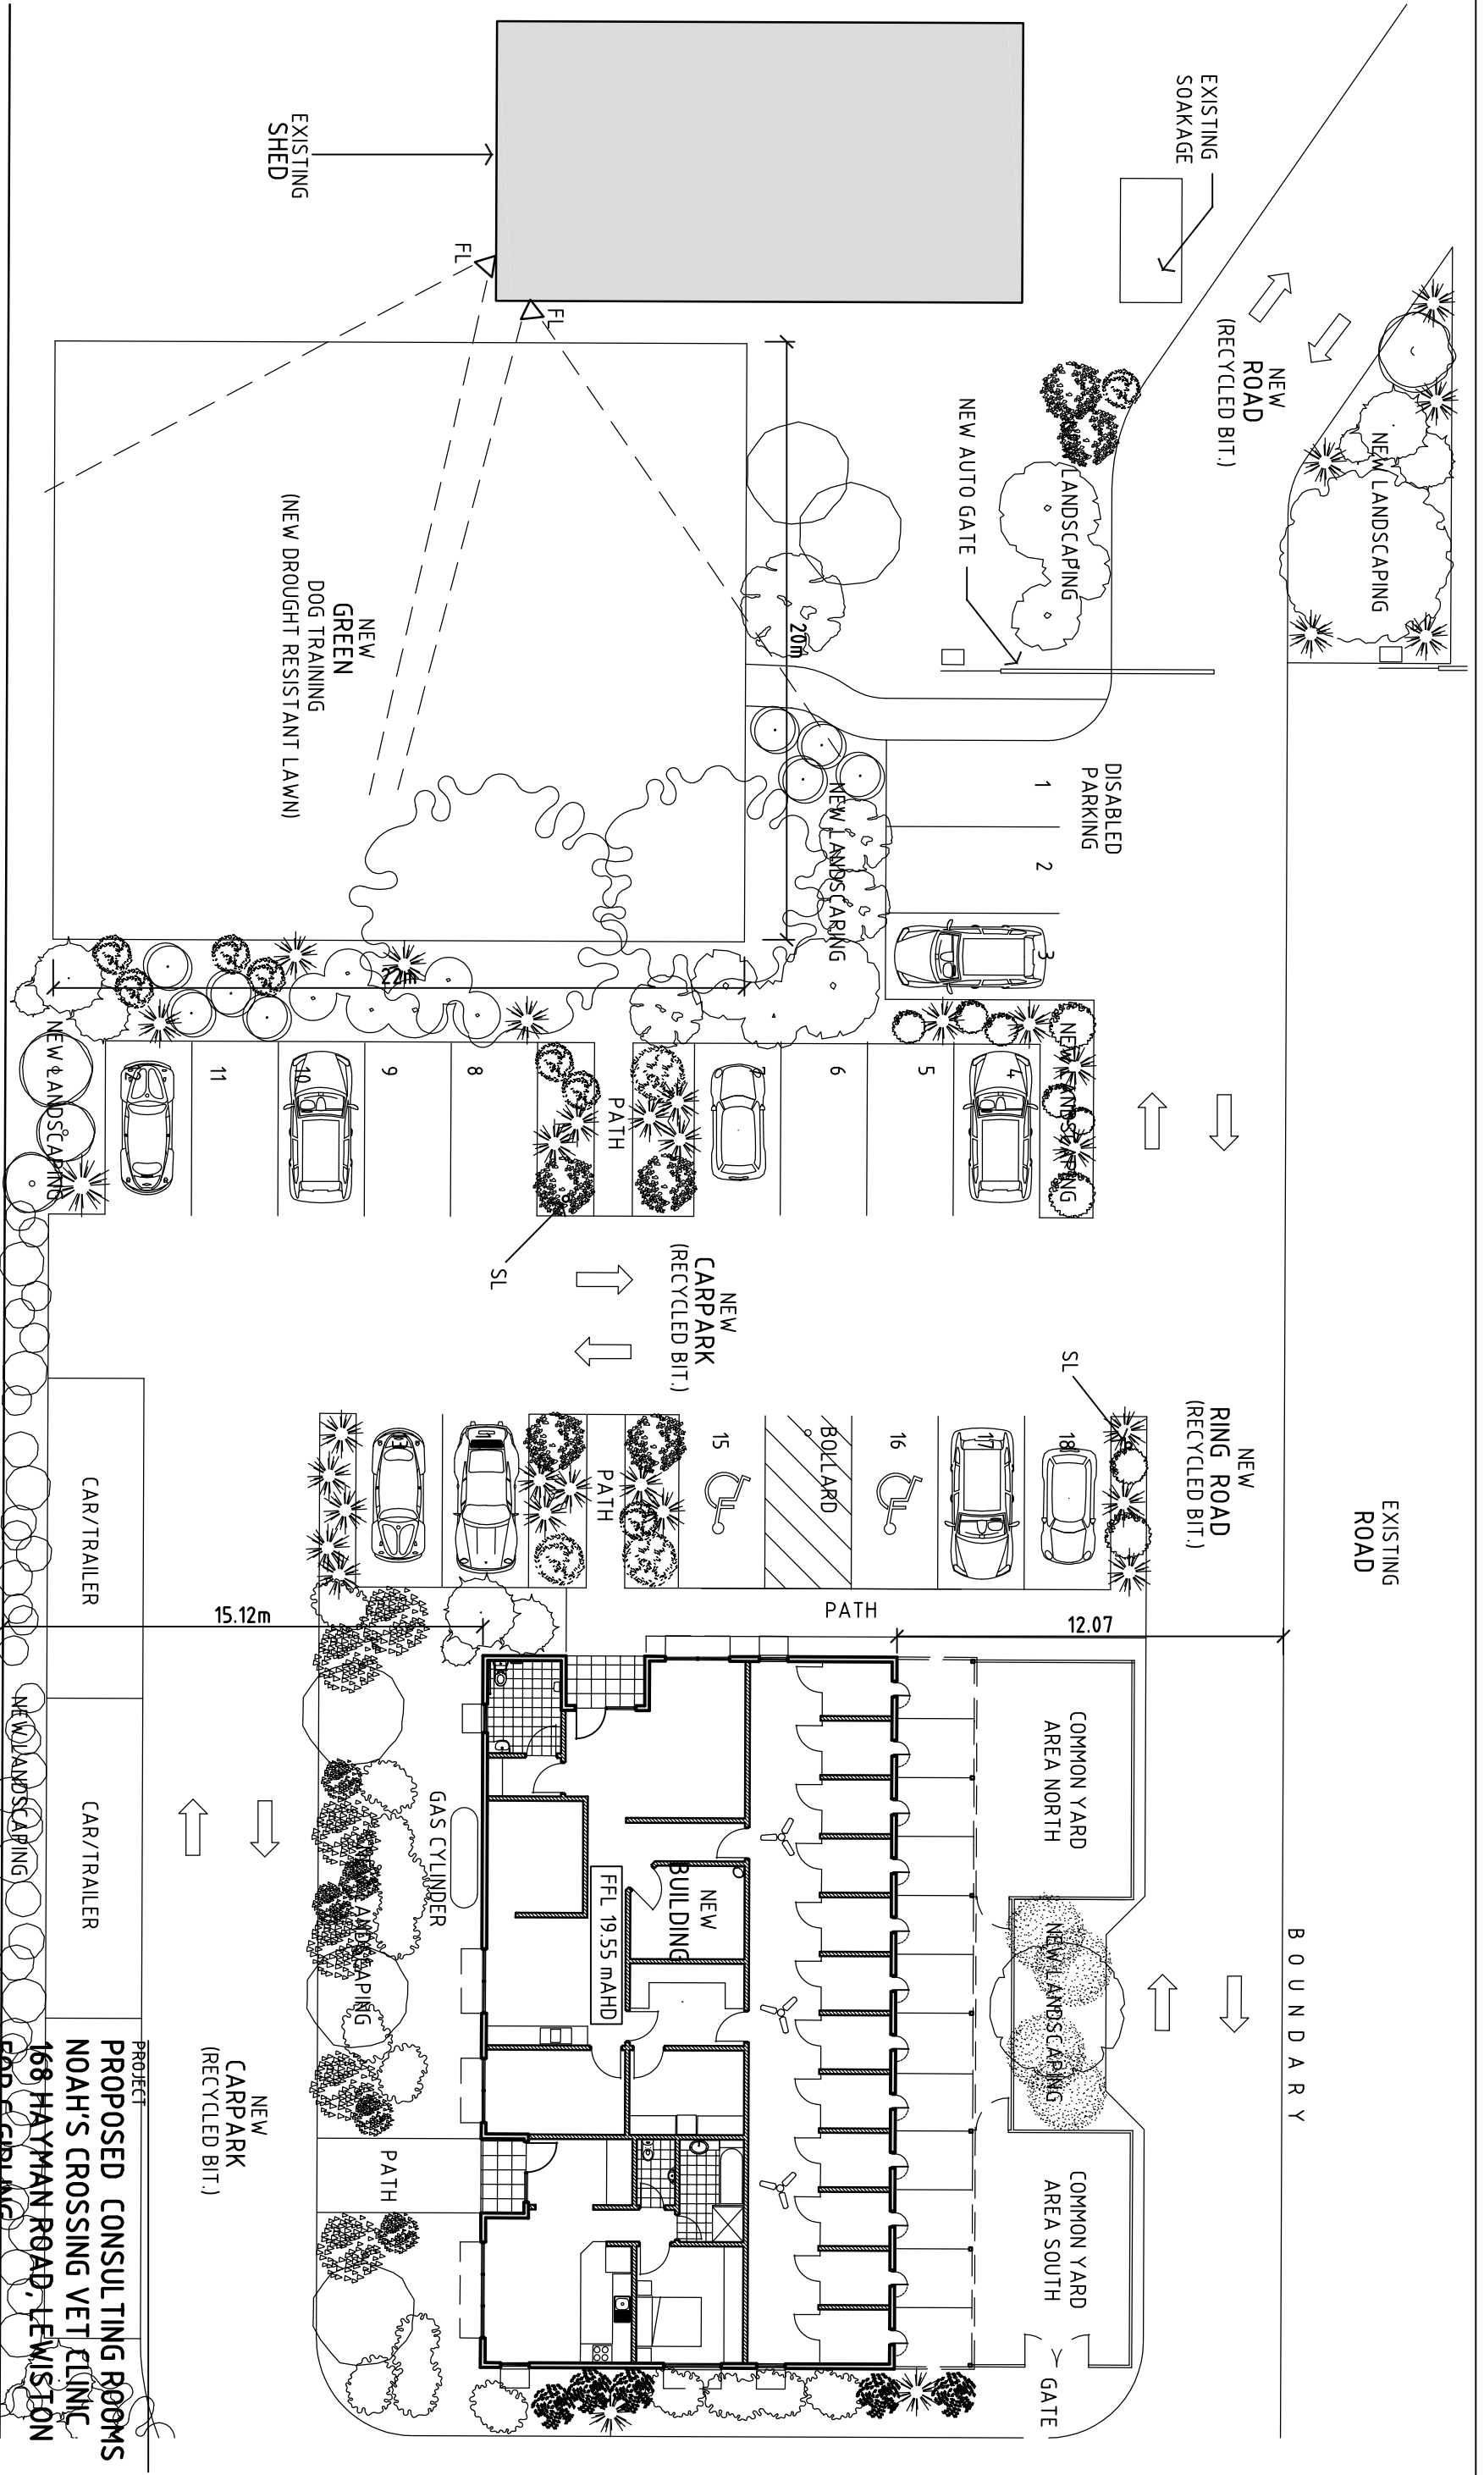 EXISTING
SOAKAGE
EXISTING
SHED
FL
FL
NEW
ROAD
(RECYCLED BIT.)
NEW LANDSCAPING
LANDSCAPING
NEW AUTO GATE
20m
NEW
GREEN
DOG TRAINING
(NEW DROUGHT RESISTANT LAWN)
DISABLED
PARKING
1
2
3
NEW LANDSCAPING
22m
NEW LANDSCAPING
4
5
6
7
PATH
8
9
10
11
12
NEW LANDSCAPING
SL
NEW
CARPARK
(RECYCLED BIT.)
SL
NEW
RING ROAD
(RECYCLED BIT.)
EXISTING
ROAD
18
17
16
BOLLARD
15
PATH
PATH
12.07
15.12m
CAR/TRAILER
COMMON YARD
AREA NORTH
NEW
BUILDING
FFL 19.55 mAHD
GAS CYLINDER
LANDSCAPING
NEW LANDSCAPING
CAR/TRAILER
NEW LANDSCAPING
BOUNDARY
COMMON YARD
AREA SOUTH
GATE
PATH
NEW
CARPARK
(RECYCLED BIT.)
PROJECT
PROPOSED CONSULTING ROOMS
NOAH'S CROSSING VET CLINIC
168 HAYMAN ROAD, LEWISTON
FOR C GIRLING